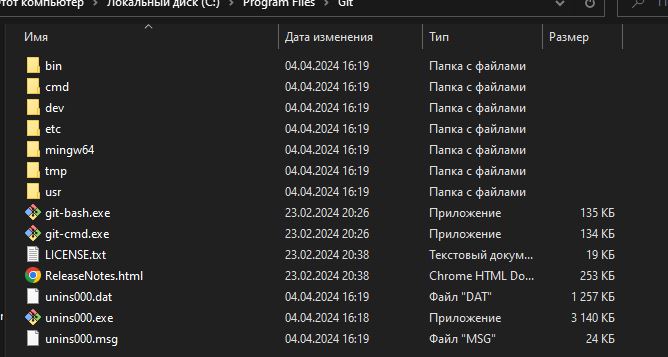 Этот компьютер › Локальный диск (C:) › Program Files › Git
Имя Дата изменения Тип Размер
bin 04.04.2024 16:19 Папка с файлами
cmd 04.04.2024 16:19 Папка с файлами
dev 04.04.2024 16:19 Папка с файлами
etc 04.04.2024 16:19 Папка с файлами
mingw64 04.04.2024 16:19 Папка с файлами
tmp 04.04.2024 16:19 Папка с файлами
usr 04.04.2024 16:19 Папка с файлами
git-bash.exe 23.02.2024 20:26 Приложение 135 КБ
git-cmd.exe 23.02.2024 20:26 Приложение 134 КБ
LICENSE.txt 23.02.2024 20:38 Текстовый докум... 19 КБ
ReleaseNotes.html 23.02.2024 20:38 Chrome HTML Do... 253 КБ
unins000.dat 04.04.2024 16:19 Файл "DAT" 1 257 КБ
unins000.exe 04.04.2024 16:18 Приложение 3 140 КБ
unins000.msg 04.04.2024 16:19 Файл "MSG" 24 КБ